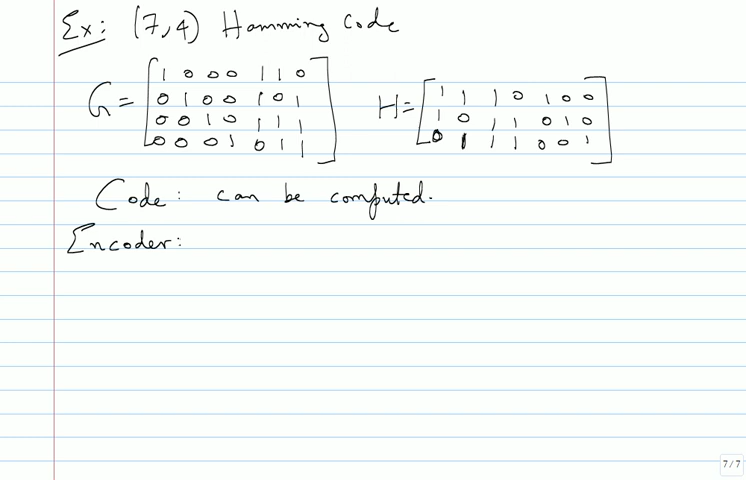 Ex: (7,4) Hamming Code
G = [1 0 0 0 1 1 0
0 1 0 0 1 0 1
0 0 1 0 1 1 1
0 0 0 1 0 1 1]
H = [1 1 1 0 1 0 0
1 0 1 1 0 1 0
0 1 1 1 0 0 1]
Code: can be computed.
Encoder:
7/7